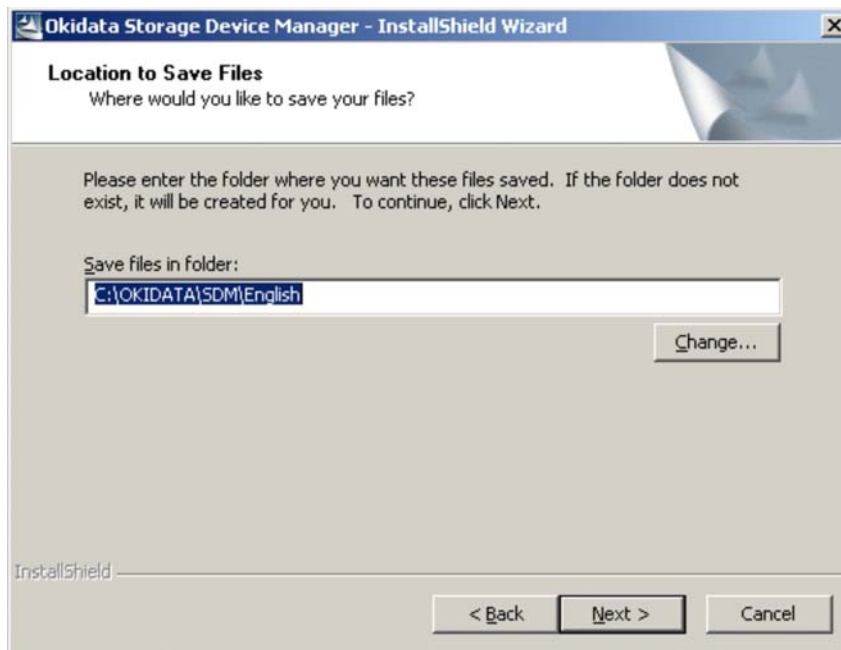 Okidata Storage Device Manager - InstallShield Wizard
Location to Save Files
Where would you like to save your files?
Please enter the folder where you want these files saved. If the folder does not
exist, it will be created for you. To continue, click Next.
Save files in folder:
C:\OKIDATA\SDM\English
Change...
InstallShield
< Back Next > Cancel